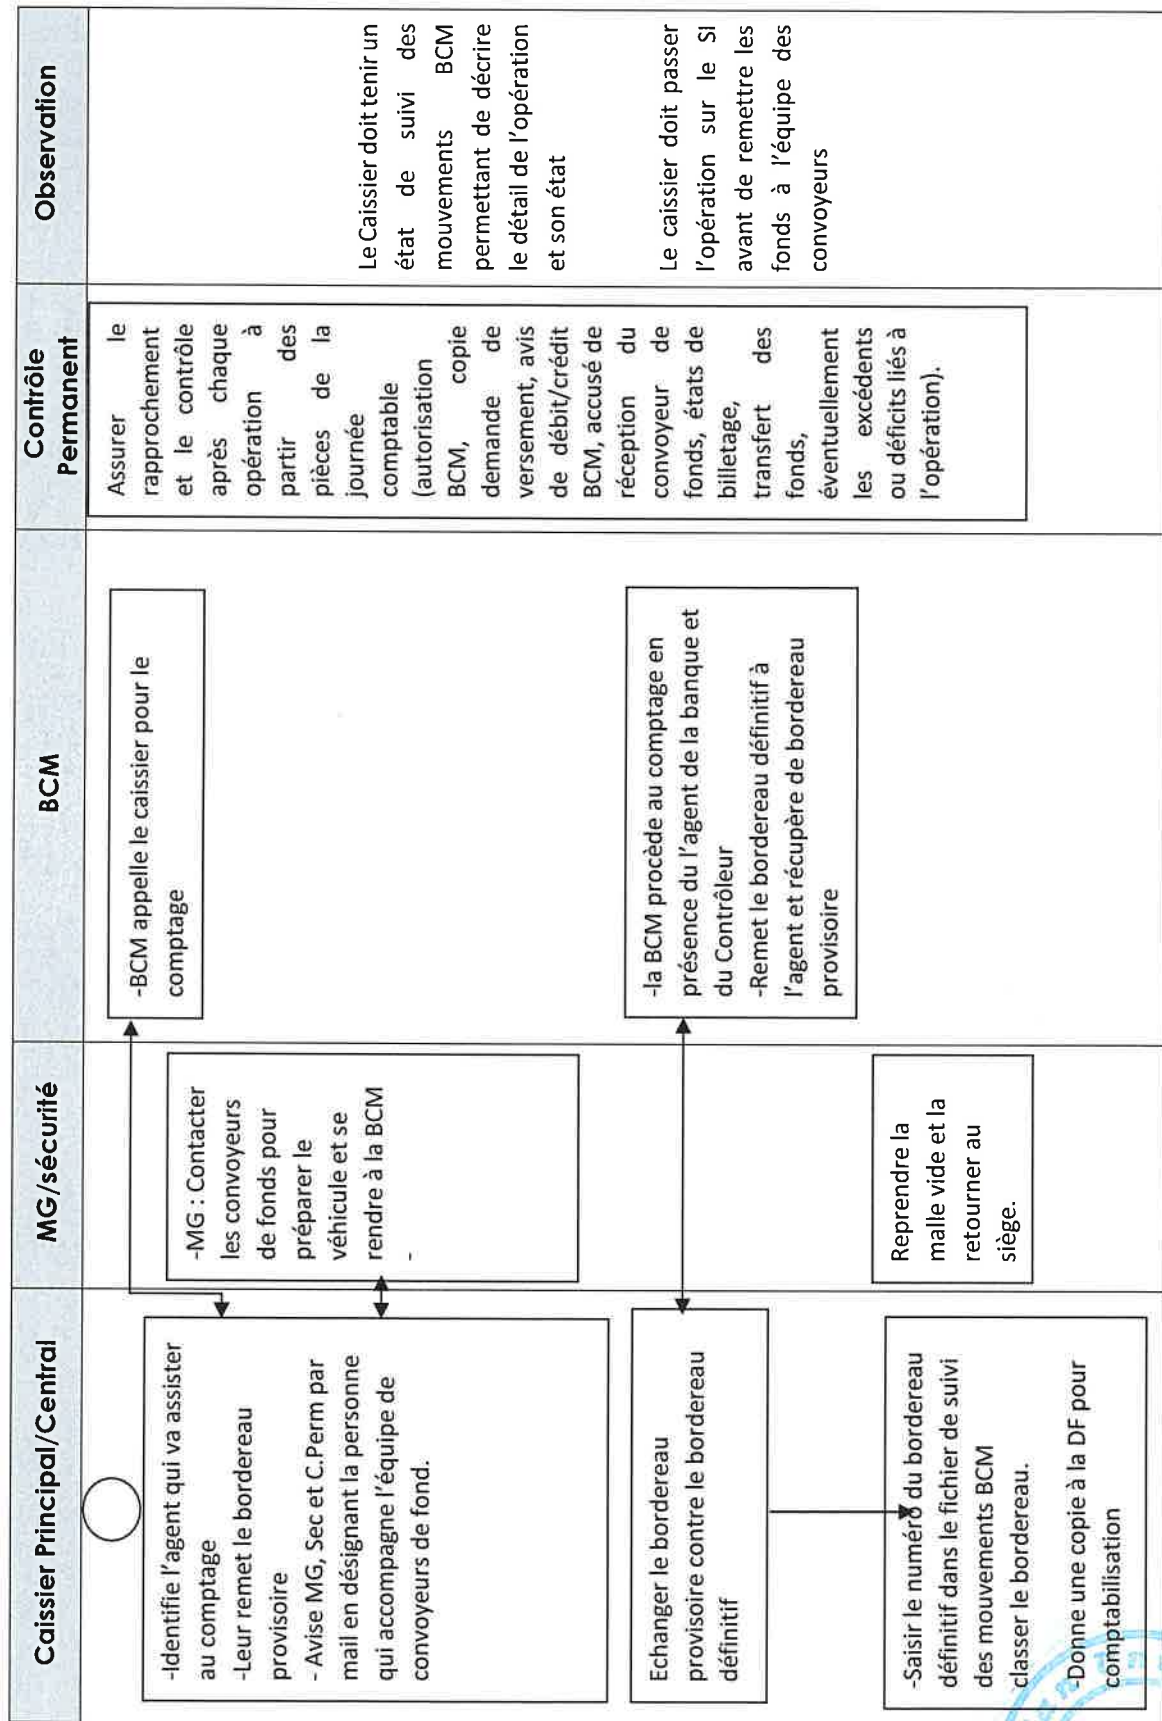 Caissier Principal/Central
MG/sécurité
BCM
Contrôle
Permanent
Observation
-Identifie l'agent qui va assister
au comptage
-Leur remet le bordereau
provisoire
- Avise MG, Sec et C.Perm par
mail en désignant la personne
qui accompagne l'équipe de
convoyeurs de fond.
Echanger le bordereau
provisoire contre le bordereau
définitif
-Saisir le numéro du bordereau
définitif dans le fichier de suivi
des mouvements BCM
classer le bordereau.
-Donne une copie à la DF pour
comptabilisation
-MG : Contacter
les convoyeurs
de fonds pour
préparer le
véhicule et se
rendre à la BCM
-
Reprendre la
malle vide et la
retourner au
siège.
-BCM appelle le caissier pour le
comptage
-la BCM procède au comptage en
présence du l'agent de la banque et
du Contrôleur
-Remet le bordereau définitif à
l'agent et récupère de bordereau
provisoire
Assurer le
rapprochement
et le contrôle
après chaque
opération à
partir des
pièces de la
journée
comptable
(autorisation
BCM, copie
demande de
versement, avis
de débit/crédit
BCM, accusé de
réception du
convoyeur de
fonds, états de
billetage,
transfert des
fonds,
éventuellement
les excédents
ou déficits liés à
l'opération).
Le Caissier doit tenir un
état de suivi des
mouvements BCM
permettant de décrire
le détail de l'opération
et son état
Le caissier doit passer
l'opération sur le SI
avant de remettre les
fonds à l'équipe des
convoyeurs